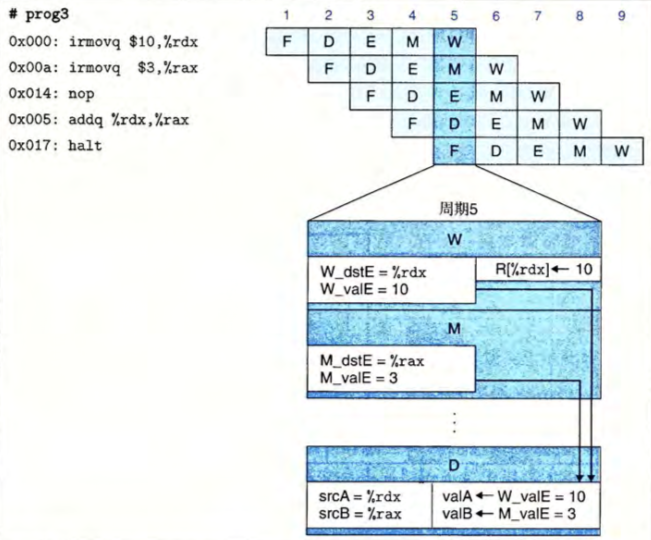 # prog3
1 2 3 4 5 6 7 8 9
0x000: irmovq $10,%rdx F D E M W
0x00a: irmovq $3,%rax F D E M W
0x014: nop F D E M W
0x005: addq %rdx,%rax F D E M W
0x017: halt F D E M W
周期5
W
W_dstE = %rdx R[%rdx]← 10
W_valE = 10
M
M_dstE = %rax
M_valE = 3
D
srcA = %rdx valA ← W_valE = 10
srcB = %rax valB ← M_valE = 3